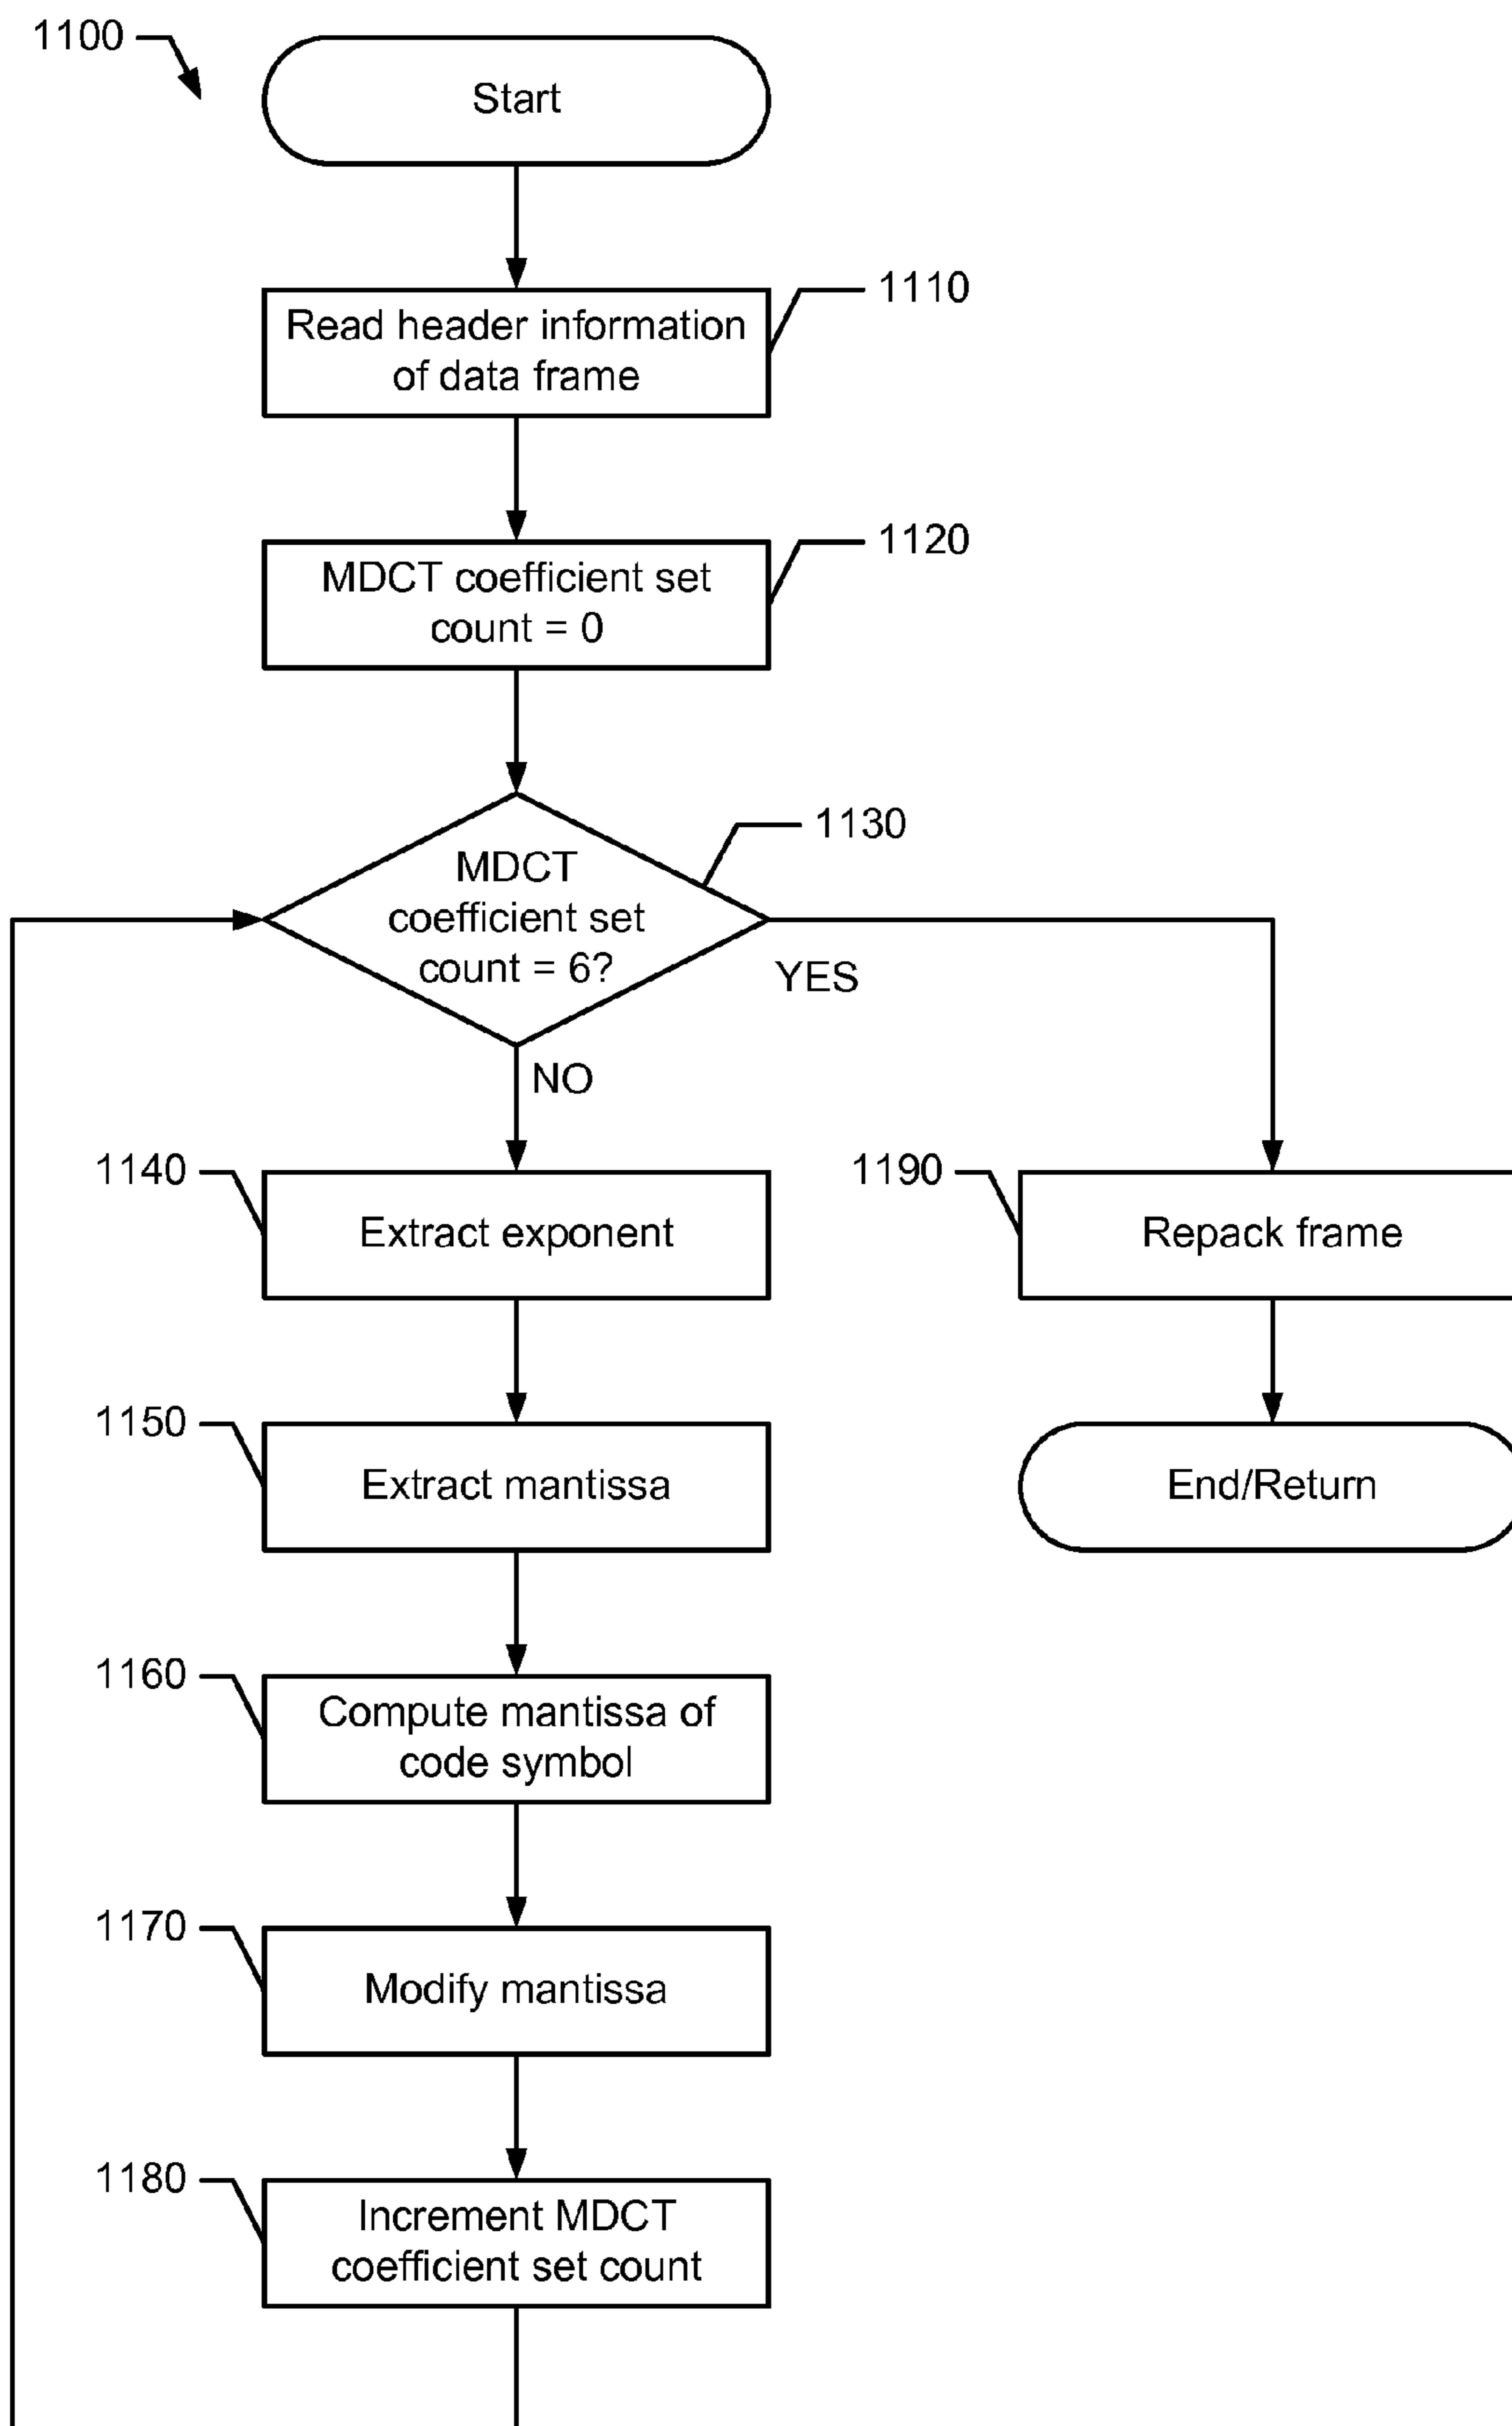 1100
Start
1110
Read header information
of data frame
1120
MDCT coefficient set
count = 0
1130
MDCT
coefficient set
count = 6?
YES
NO
1140
Extract exponent
1190
Repack frame
1150
Extract mantissa
End/Return
1160
Compute mantissa of
code symbol
1170
Modify mantissa
1180
Increment MDCT
coefficient set count